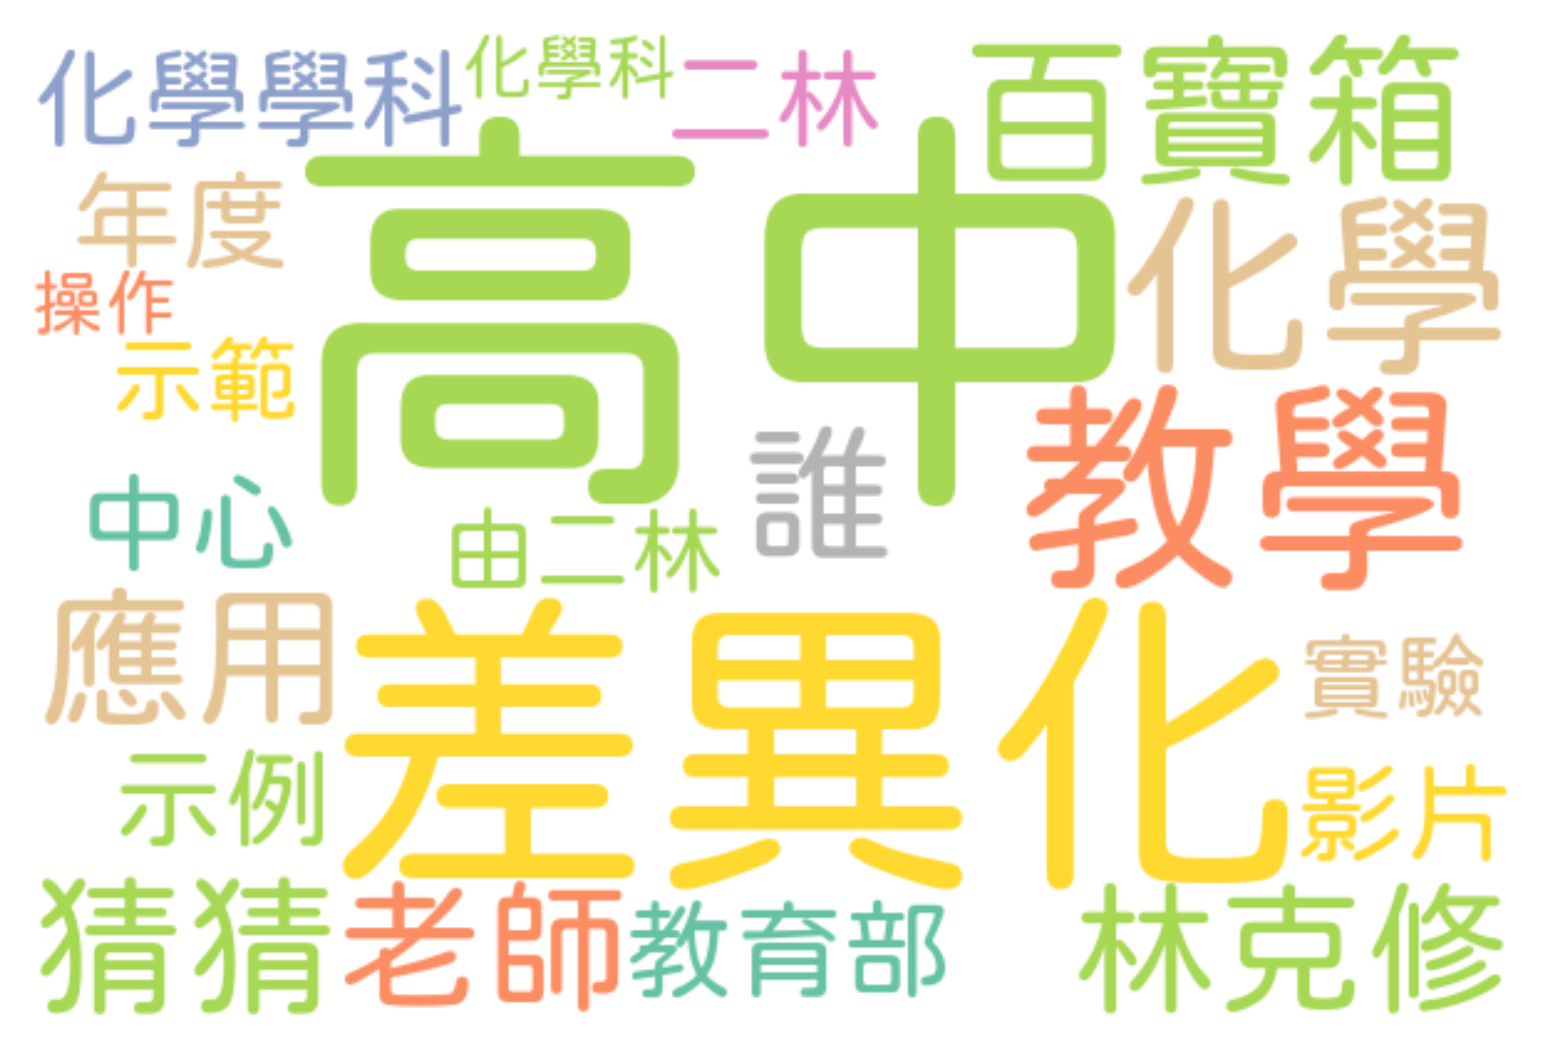 化學學科
化學科
二林
百寶箱
年度
高中
化學
操作
示範
教學
誰
中心
由二林
應用
差異化
實驗
示例
影片
猜猜
老師
教育部
林克修